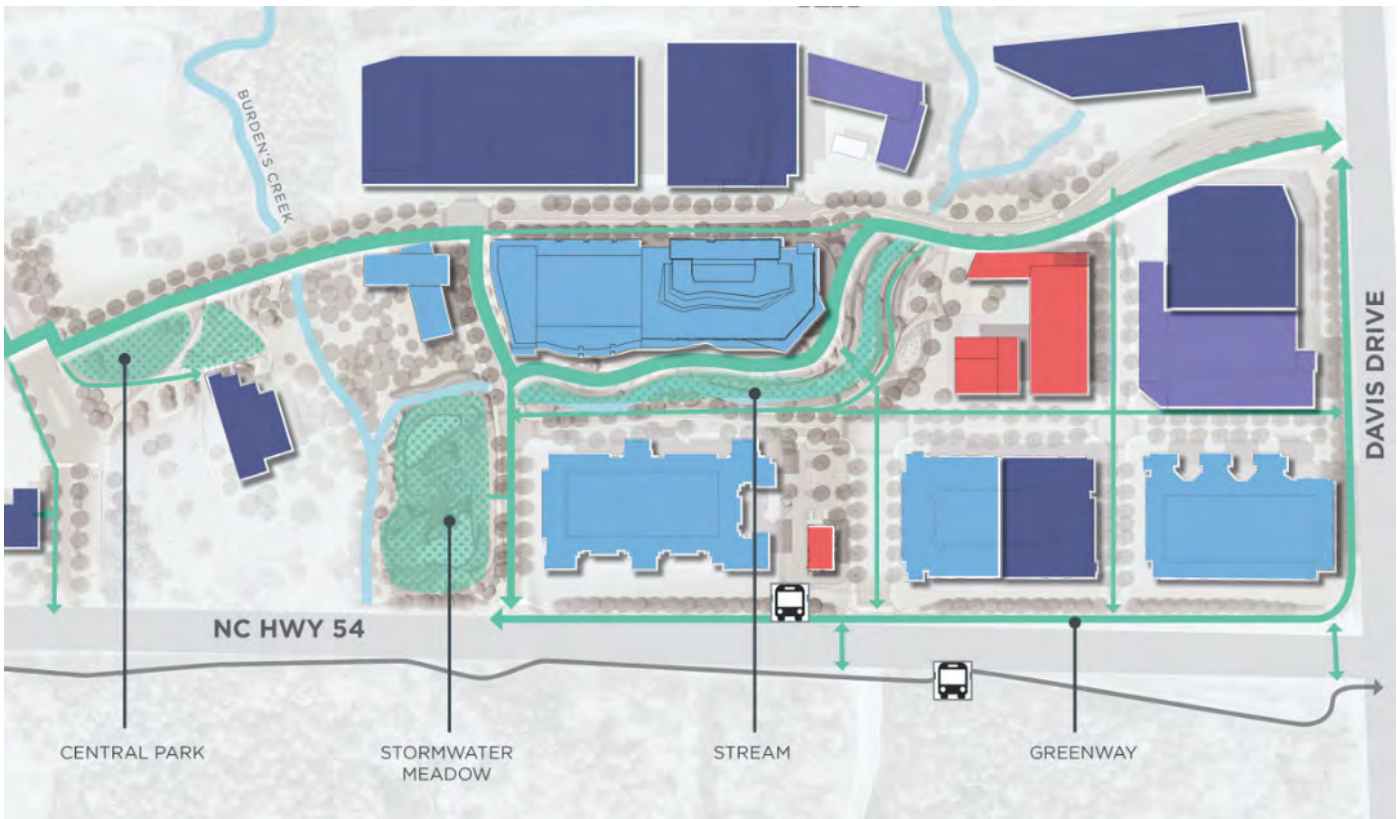 BURDEN'S CREEK
DAVIS DRIVE
NC HWY 54
CENTRAL PARK
STORMWATER
MEADOW
STREAM
GREENWAY